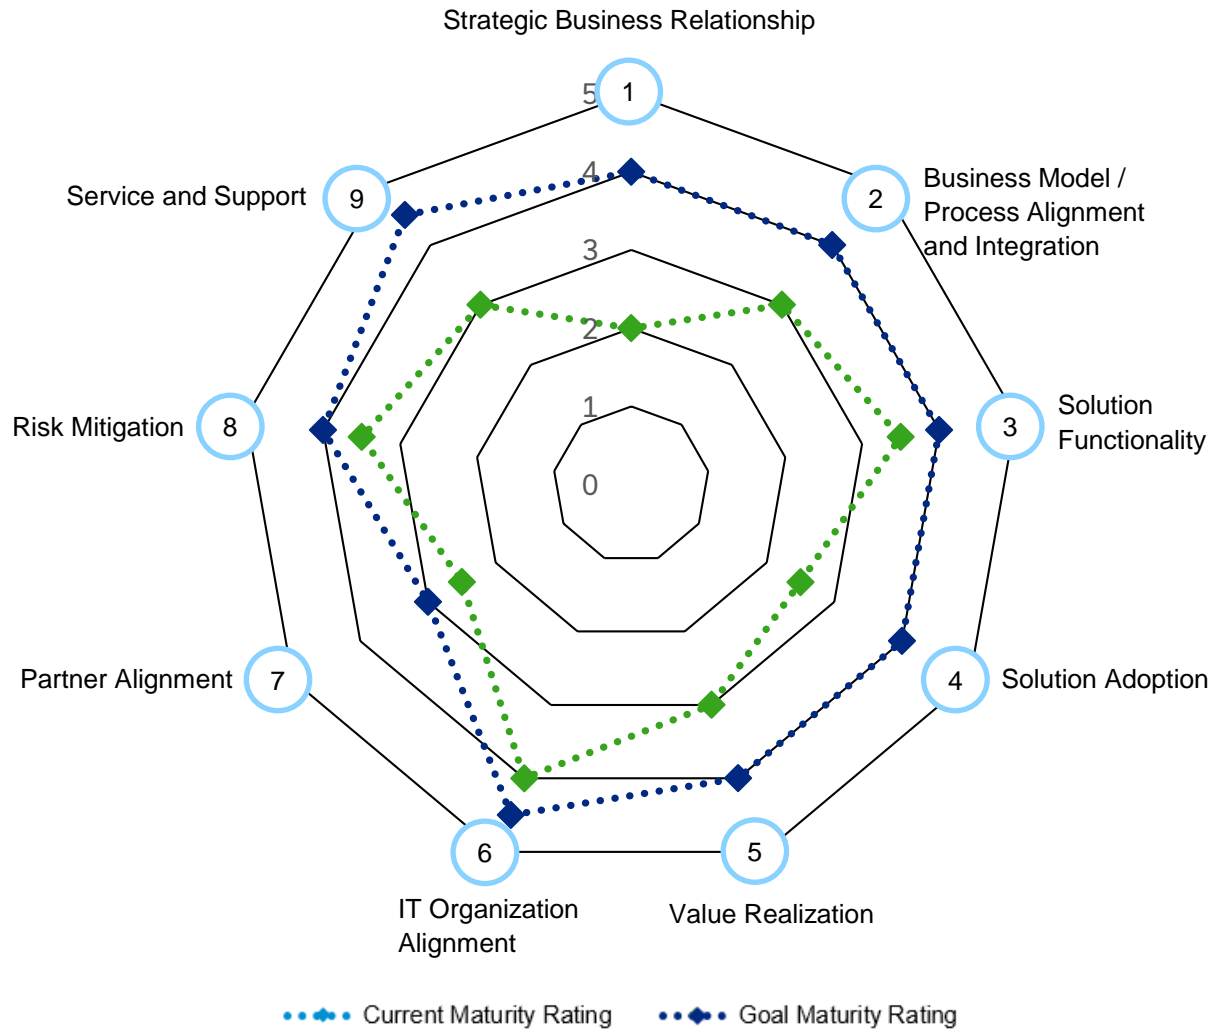 Strategic Business Relationship
5
1
4
Service and Support
9
2
Business Model /
Process Alignment
and Integration
3
2
1
Risk Mitigation
8
3
Solution
Functionality
0
Partner Alignment
7
4
Solution Adoption
6
5
IT Organization
Alignment
Value Realization
Current Maturity Rating
Goal Maturity Rating